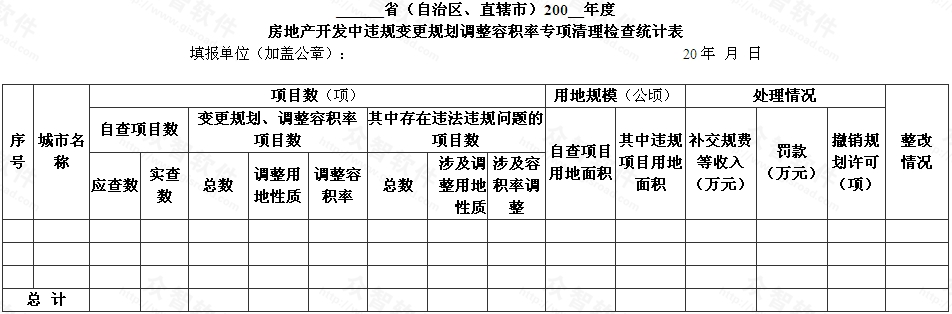 ______省（自治区、直辖市）200__年度
房地产开发中违规变更规划调整容积率专项清理检查统计表
填报单位（加盖公章）： 20年 月 日
序号 城市名称 项目数（项） 用地规模（公顷） 处理情况 整改情况
自查项目数 变更规划、调整容积率项目数 其中存在违法违规问题的项目数 自查项目用地面积 其中违规项目用地面积 补交规费等收入（万元） 罚款（万元） 撤销规划许可（项）
应查数 实查数 总数 调整用地性质 调整容积率 总数 涉及调整用地性质 涉及容积率调整
总 计